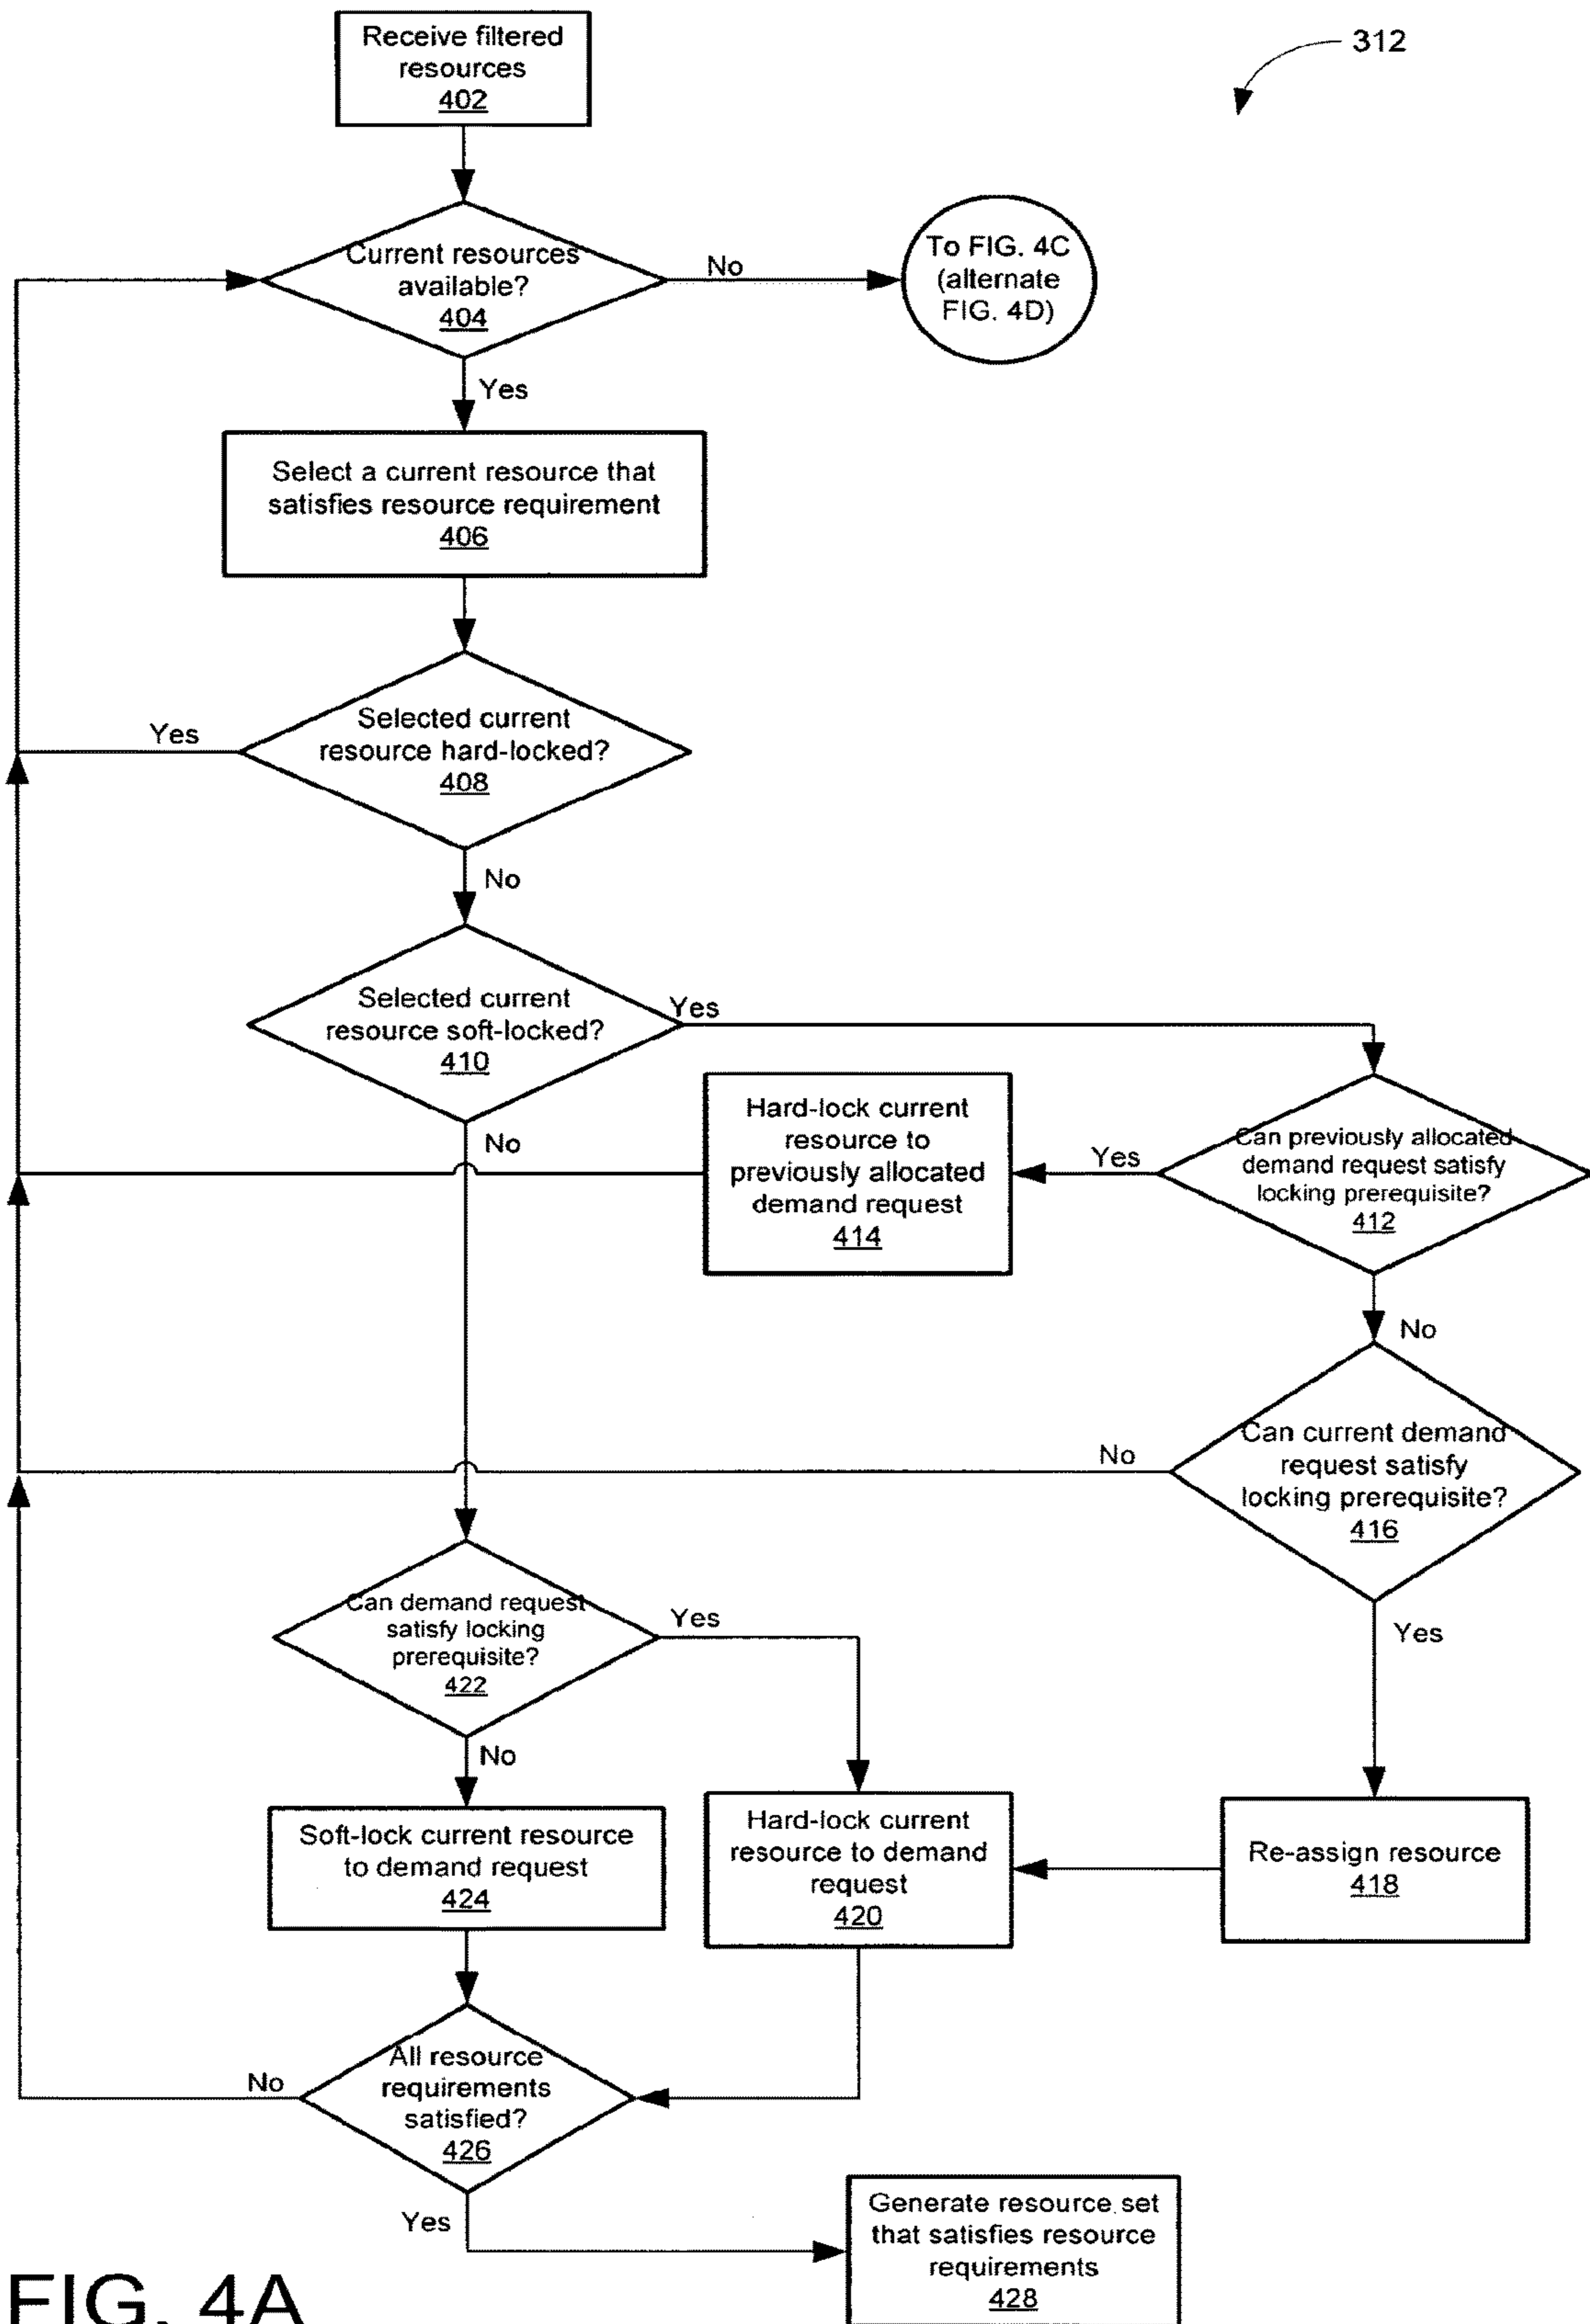 Receive filtered
resources
402
312
Current resources
available?
404
No
To FIG. 4C
(alternate
FIG. 4D)
Yes
Select a current resource that
satisfies resource requirement
406
Selected current
resource hard-locked?
408
Yes
No
Selected current
resource soft-locked?
410
Yes
No
Can previously allocated
demand request satisfy
locking prerequisite?
412
Yes
Hard-lock current
resource to
previously allocated
demand request
414
No
Can current demand
request satisfy
locking prerequisite?
416
No
Yes
Can demand request
satisfy locking
prerequisite?
422
Yes
No
Soft-lock current resource
to demand request
424
Hard-lock current
resource to demand
request
420
Re-assign resource
418
All resource
requirements
satisfied?
426
No
Yes
Generate resource set
that satisfies resource
requirements
428
FIG. 4A